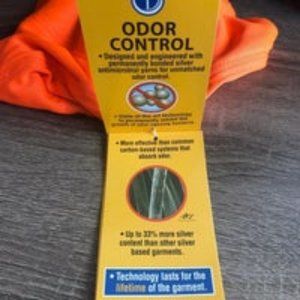 ODOR
CONTROL
• Designed and engineered with
permanently bonded silver
antimicrobial yarns for unmatched
odor control.
• More effective than common
carbon-based systems that
absorb odor.
• Up to 33% more silver
content than other silver
based garments.
• Technology lasts for the
lifetime of the garment.